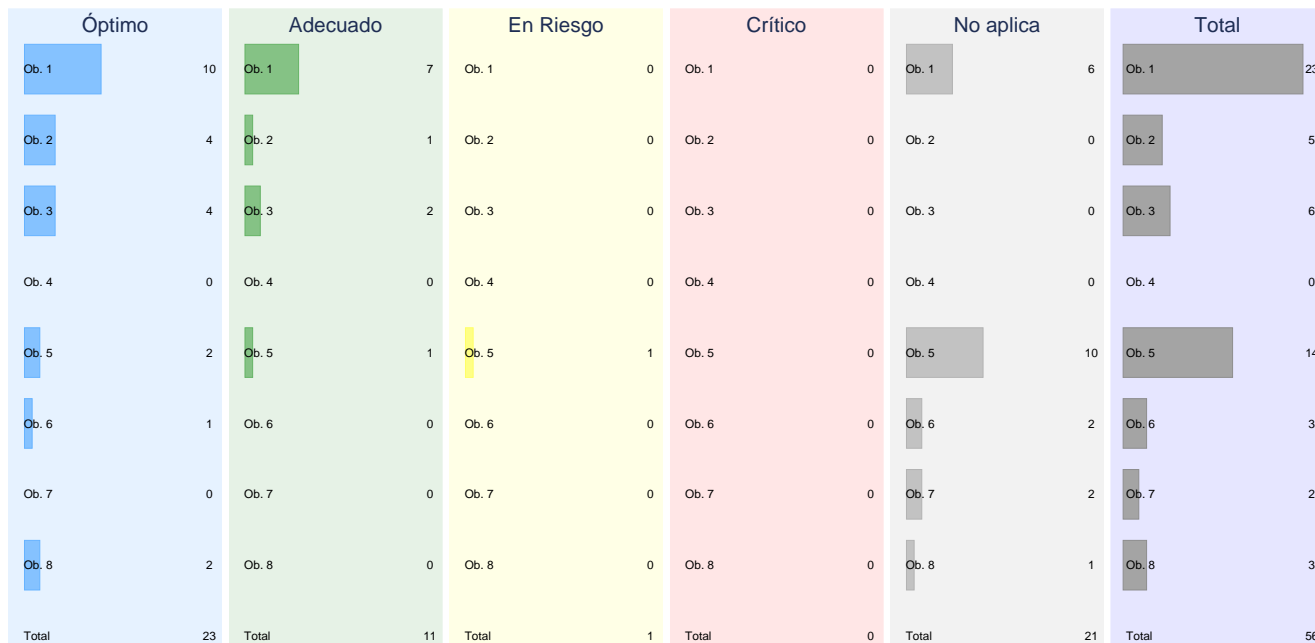 Óptimo Adecuado En Riesgo Crítico No aplica Total
Ob. 1 10 Ob. 1 7 Ob. 1 0 Ob. 1 0 Ob. 1 6 Ob. 1 23
Ob. 2 4 Ob. 2 1 Ob. 2 0 Ob. 2 0 Ob. 2 0 Ob. 2 5
Ob. 3 4 Ob. 3 2 Ob. 3 0 Ob. 3 0 Ob. 3 0 Ob. 3 6
Ob. 4 0 Ob. 4 0 Ob. 4 0 Ob. 4 0 Ob. 4 0 Ob. 4 0
Ob. 5 2 Ob. 5 1 Ob. 5 1 Ob. 5 0 Ob. 5 10 Ob. 5 14
Ob. 6 1 Ob. 6 0 Ob. 6 0 Ob. 6 0 Ob. 6 2 Ob. 6 3
Ob. 7 0 Ob. 7 0 Ob. 7 0 Ob. 7 0 Ob. 7 2 Ob. 7 2
Ob. 8 2 Ob. 8 0 Ob. 8 0 Ob. 8 0 Ob. 8 1 Ob. 8 3
Total 23 Total 11 Total 1 Total 0 Total 21 Total 56